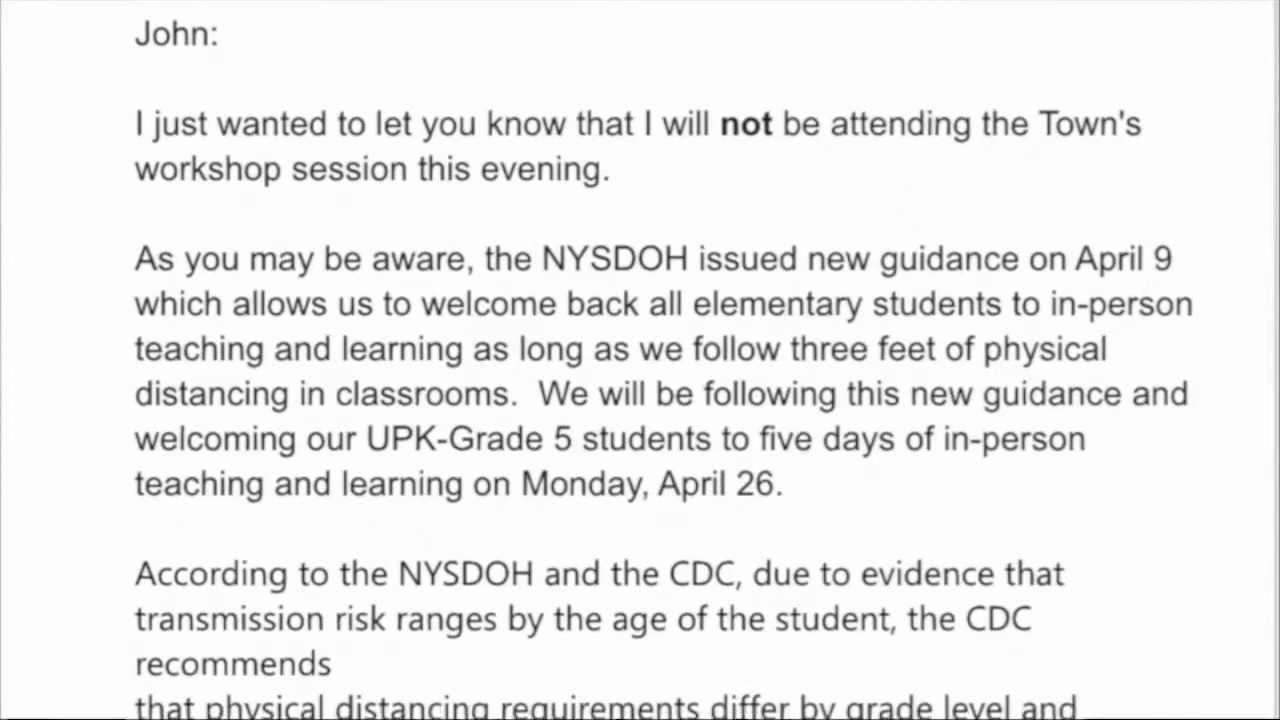 John:
I just wanted to let you know that I will not be attending the Town's
workshop session this evening.
As you may be aware, the NYSDOH issued new guidance on April 9
which allows us to welcome back all elementary students to in-person
teaching and learning as long as we follow three feet of physical
distancing in classrooms.  We will be following this new guidance and
welcoming our UPK-Grade 5 students to five days of in-person
teaching and learning on Monday, April 26.
According to the NYSDOH and the CDC, due to evidence that
transmission risk ranges by the age of the student, the CDC
recommends
that physical distancing requirements differ by grade level and